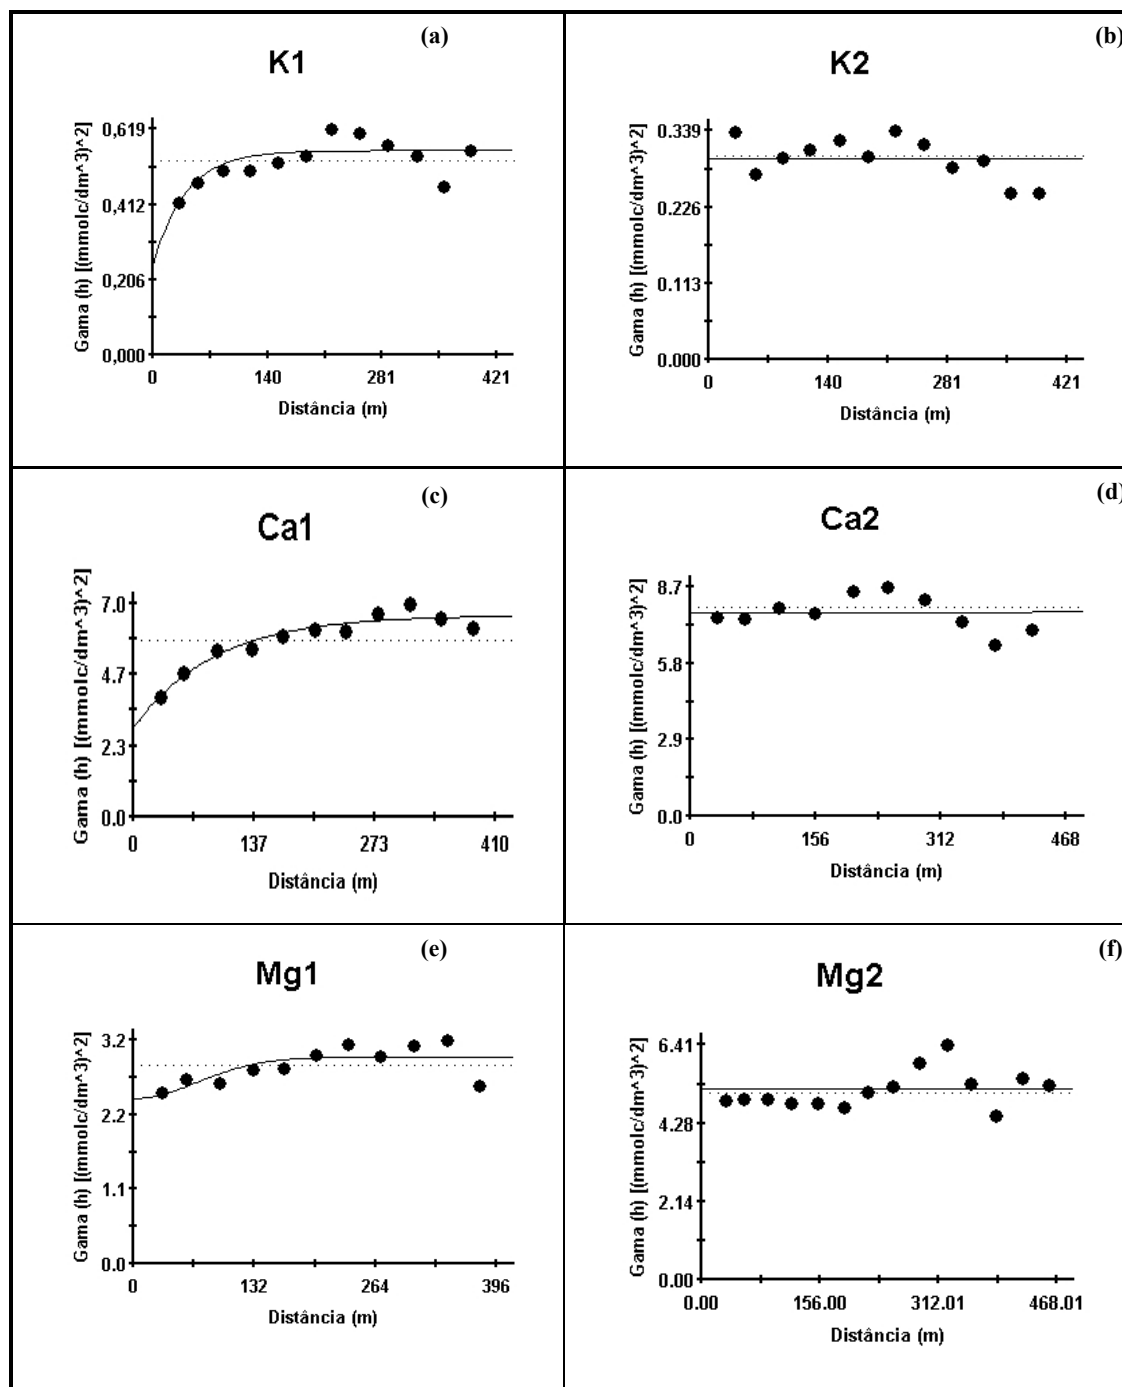 (a)
K1
Gama (h) [(mmolc/dm^3)^2]
0,619
0,412
0,206
0,000
0 140 281 421
Distância (m)
(b)
K2
Gama (h) [(mmolc/dm^3)^2]
0.339
0.226
0.113
0.000
0 140 281 421
Distância (m)
(c)
Ca1
Gama (h) [(mmolc/dm^3)^2]
7.0
4.7
2.3
0.0
0 137 273 410
Distância (m)
(d)
Ca2
Gama (h) [(mmolc/dm^3)^2]
8.7
5.8
2.9
0.0
0 156 312 468
Distância (m)
(e)
Mg1
Gama (h) [(mmolc/dm^3)^2]
3.2
2.2
1.1
0.0
0 132 264 396
Distância (m)
(f)
Mg2
Gama (h) [(mmolc/dm^3)^2]
6.41
4.28
2.14
0.00
0.00 156.00 312.01 468.01
Distância (m)